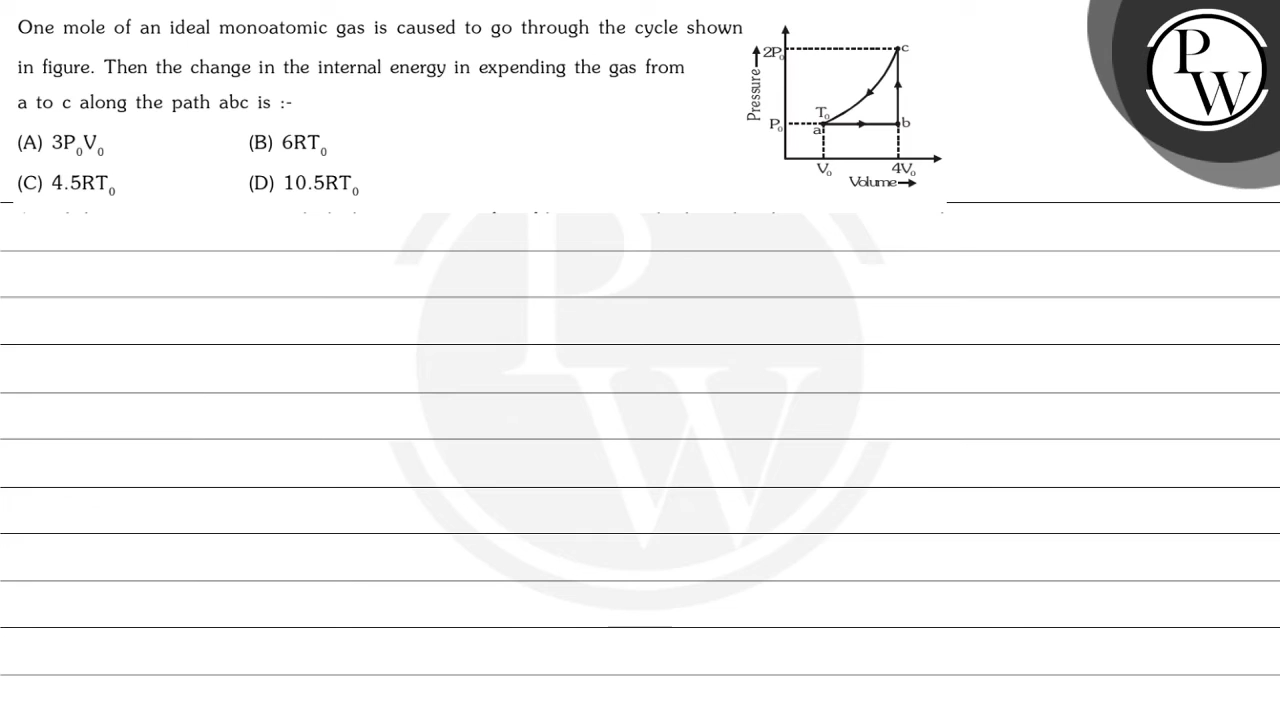 One mole of an ideal monoatomic gas is caused to go through the cycle shown
in figure. Then the change in the internal energy in expending the gas from
a to c along the path abc is :-
(A) 3P₀V₀ (B) 6RT₀
(C) 4.5RT₀ (D) 10.5RT₀
Pressure
2P₀
c
T₀
P₀
a
b
V₀
4V₀
Volume
P
W
P
W